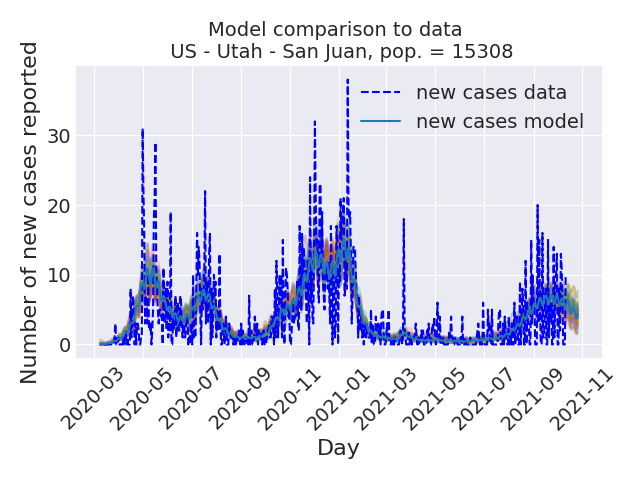 Model comparison to data
US - Utah - San Juan, pop. = 15308
new cases data
new cases model
Number of new cases reported
30
20
10
0
2020-03
2020-05
2020-07
2020-09
2020-11
2021-01
2021-03
2021-05
2021-07
2021-09
2021-11
Day